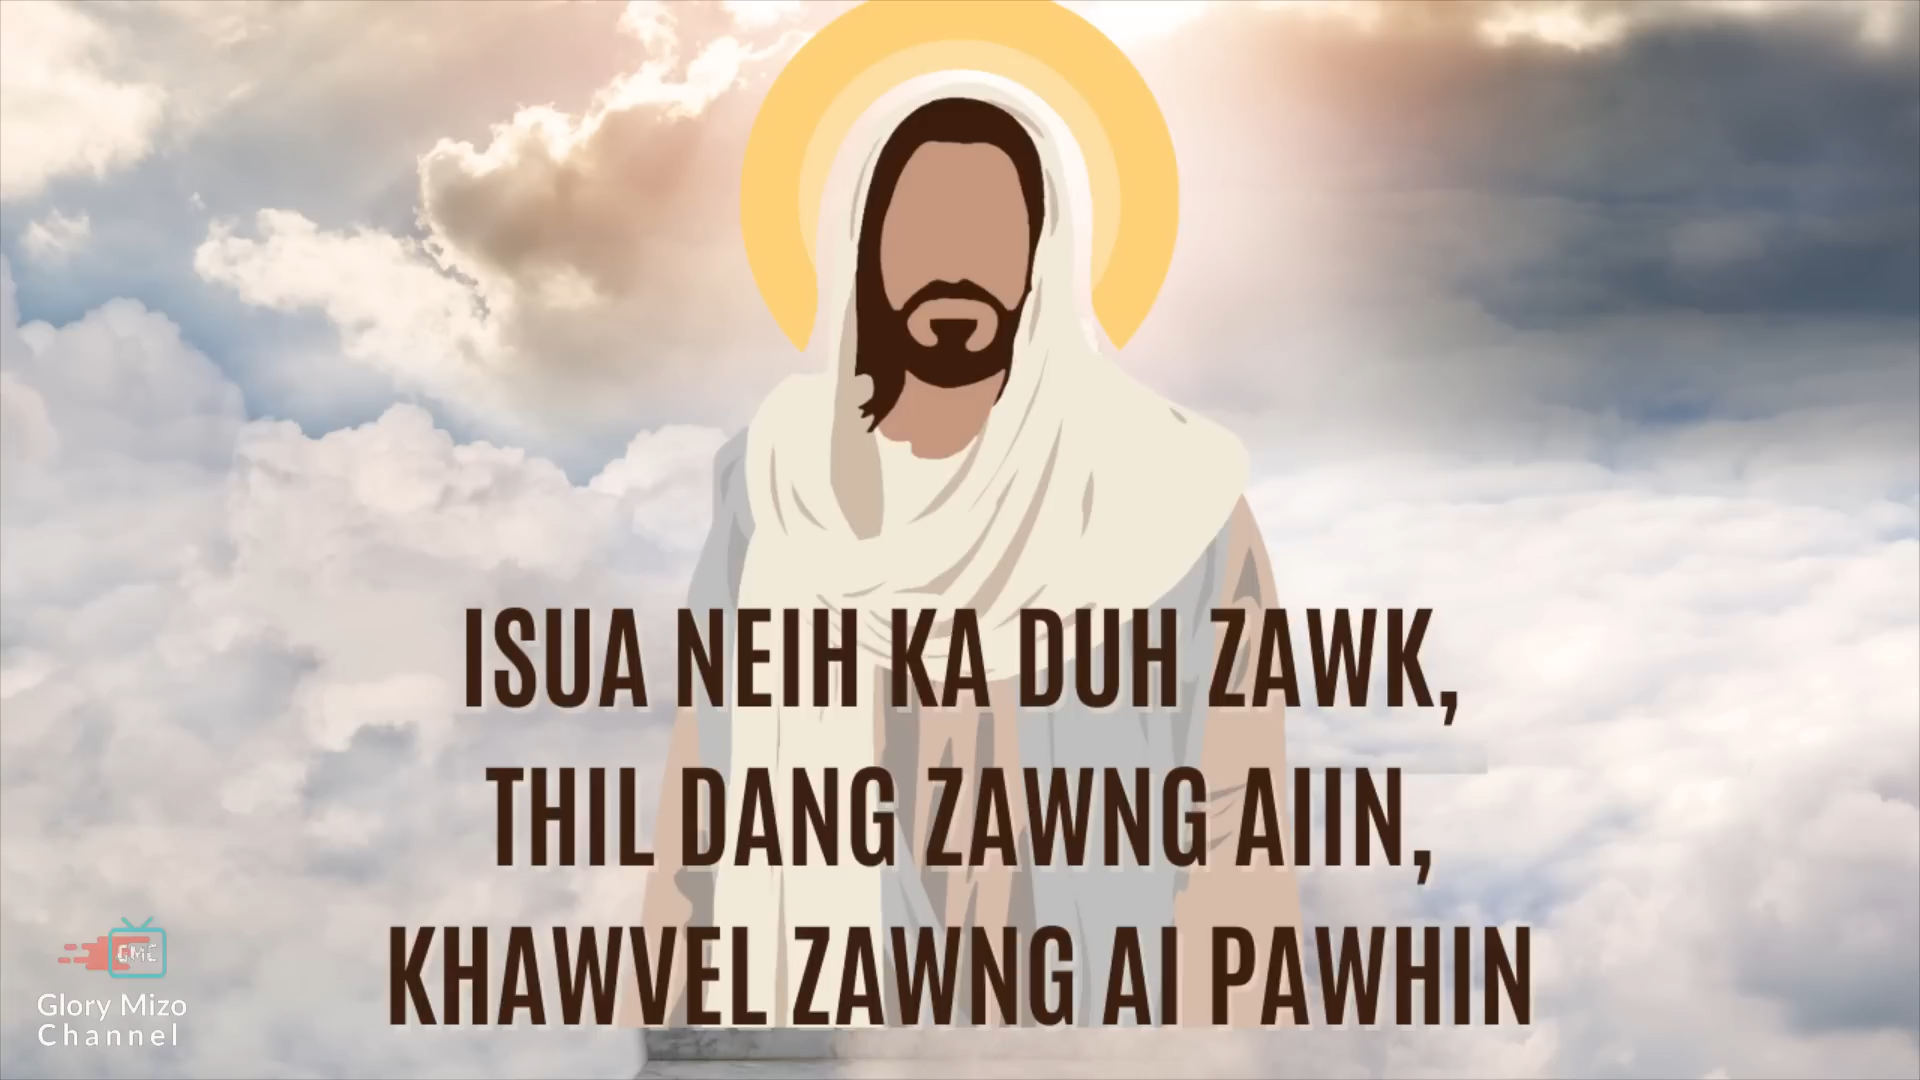 ISUA NEIH KA DUH ZAWK,
THIL DANG ZAWNG AIIN,
KHAWVEL ZAWNG AI PAWHIN
GMC
Glory Mizo
Channel